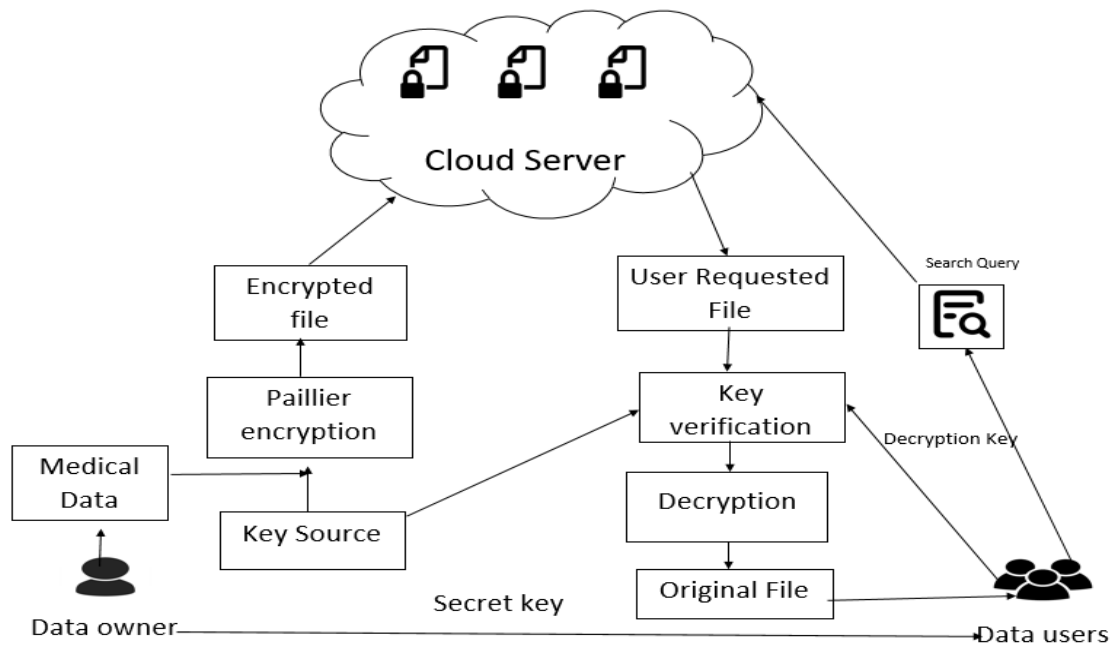 Cloud Server
Encrypted
file
User Requested
File
Search Query
Paillier
encryption
Key
verification
Decryption Key
Medical
Data
Key Source
Decryption
Original File
Secret key
Data owner
Data users